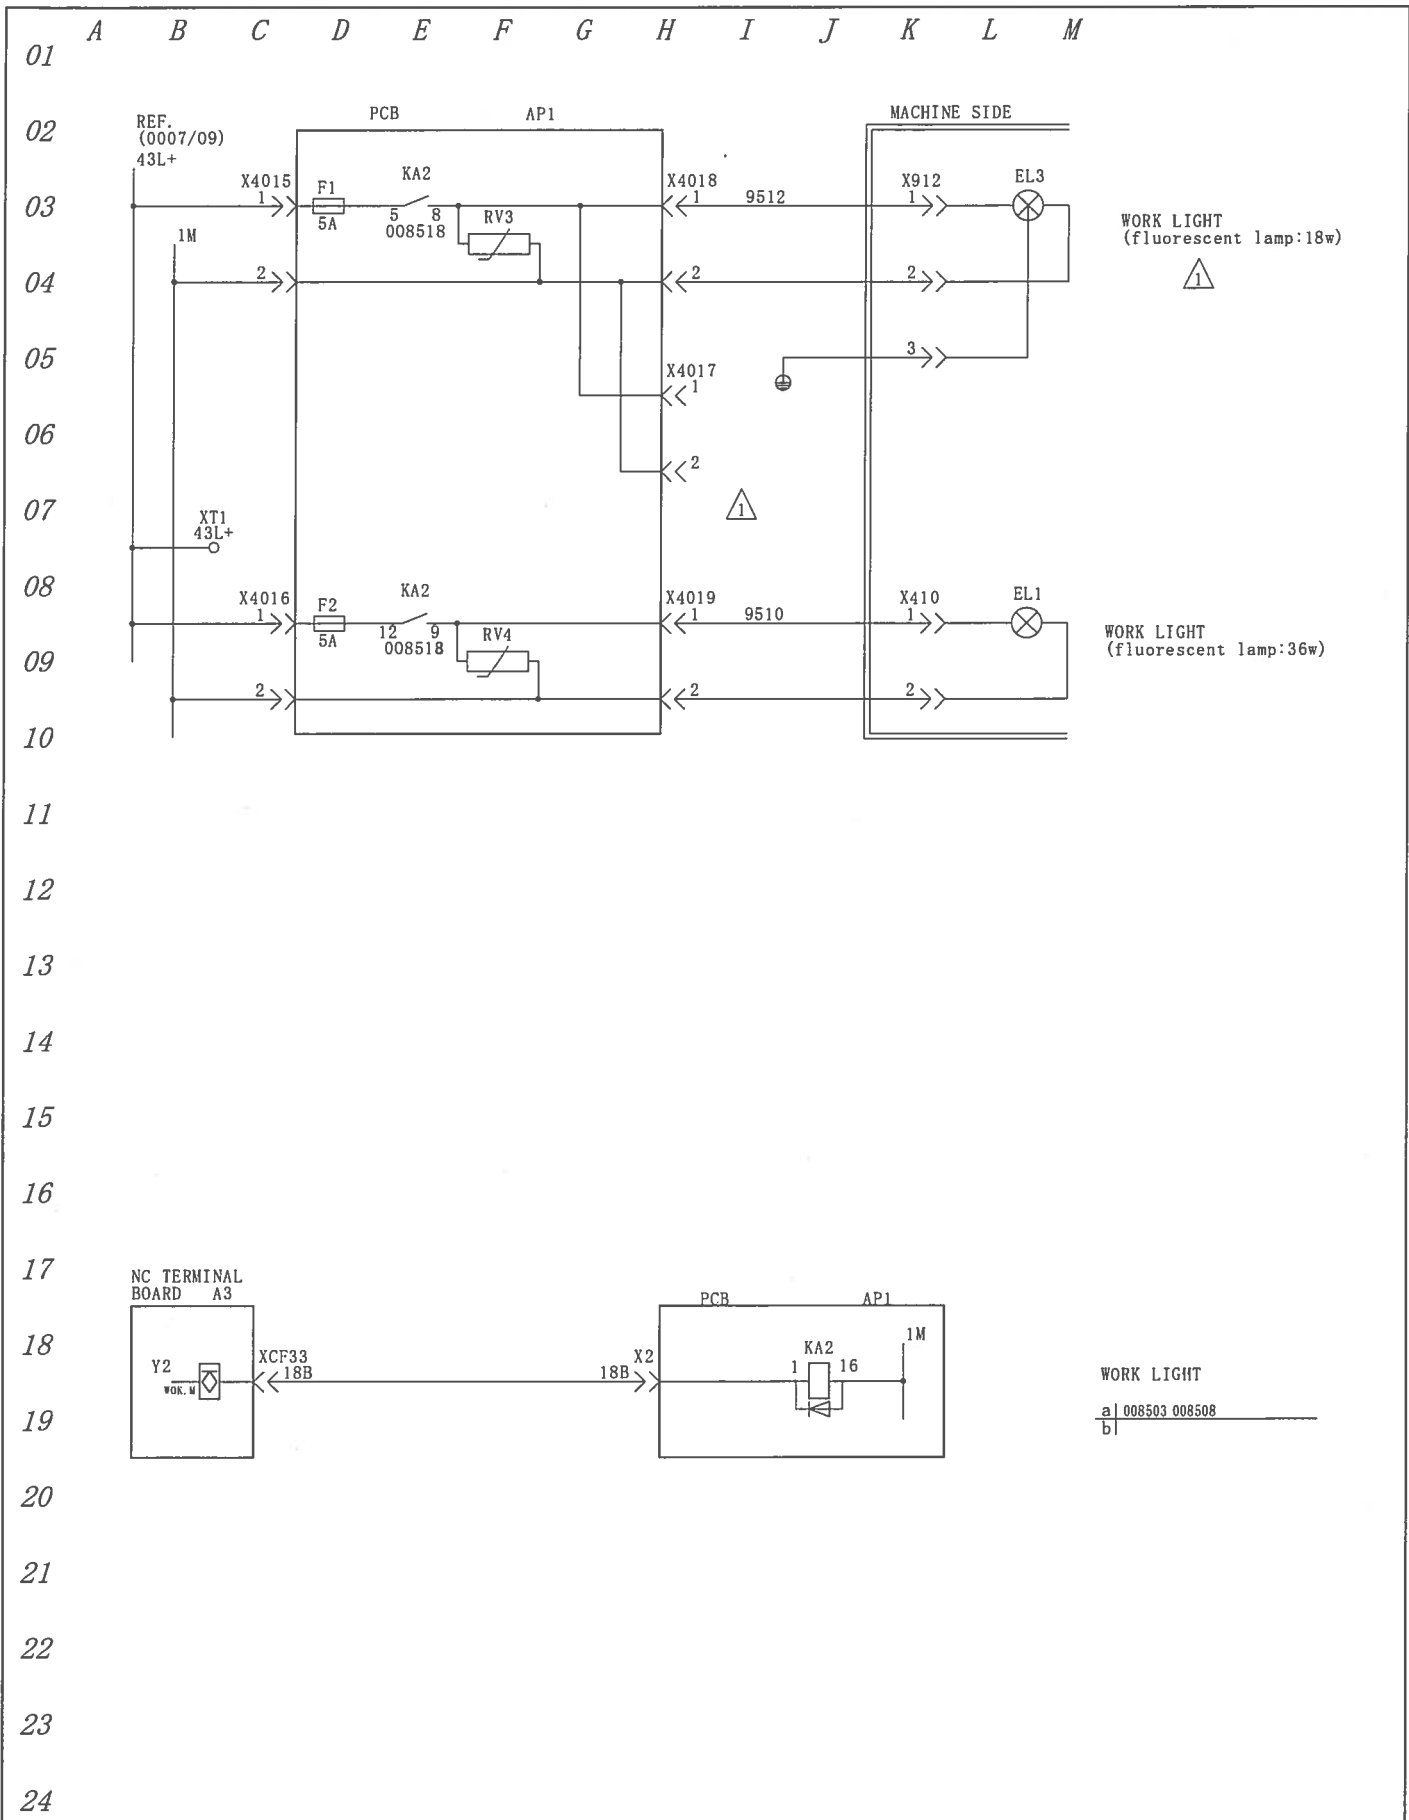 A B C D E F G H I J K L M
01
02
REF.
(0007/09)
43L+
PCB AP1
MACHINE SIDE
03
X4015
1
F1
5A
KA2
5 8
008518
RV3
X4018
1
9512
X912
1
EL3
WORK LIGHT
(fluorescent lamp:18w)
1
1M
04
2
2
2
05
3
X4017
1
06
2
07
1
XT1
43L+
08
X4016
1
F2
5A
KA2
12 9
008518
RV4
X4019
1
9510
X410
1
EL1
WORK LIGHT
(fluorescent lamp:36w)
09
2
2
2
10
11
12
13
14
15
16
17
NC TERMINAL
BOARD A3
PCB AP1
18
Y2
WOK.M
XCF33
18B
X2
18B
KA2
1 16
1M
WORK LIGHT
19
a 008503 008508
b
20
21
22
23
24